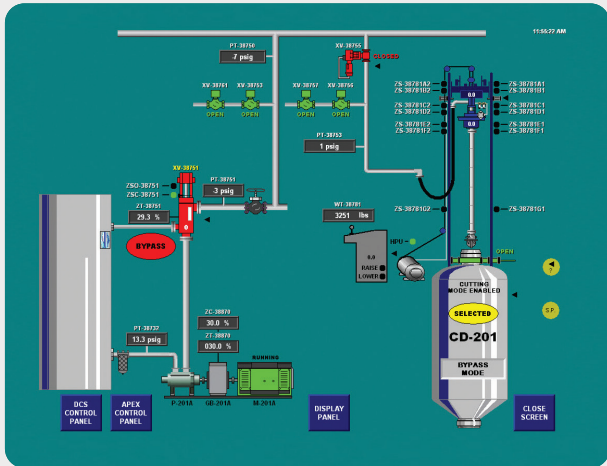 11:55:27 AM
PT-38750
-7 psig
XV-38755
CLOSED
XV-38761
XV-38753
XV-38757
XV-38756
OPEN
OPEN
OPEN
OPEN
ZS-38781A2
ZS-38781B2
ZS-38781A1
ZS-38781B1
0.0
ZS-38781C2
ZS-38781D2
ZS-38781C1
ZS-38781D1
0.0
ZS-38781E2
ZS-38781F2
ZS-38781E1
ZS-38781F1
PT-38753
1 psig
XV-38751
PT-38751
-3 psig
ZSO-38751
ZSC-38751
ZT-38751
29.3 %
BYPASS
WT-38781
3251 lbs
ZS-38781G2
ZS-38781G1
HPU
0.0
RAISE
LOWER
OPEN
?
CUTTING
MODE ENABLED
SELECTED
S.P.
CD-201
BYPASS
MODE
ZC-38870
30.0 %
ZT-38870
030.0 %
PT-38732
13.3 psig
RUNNING
P-201A
GB-201A
M-201A
DCS
CONTROL
PANEL
APEX
CONTROL
PANEL
DISPLAY
PANEL
CLOSE
SCREEN